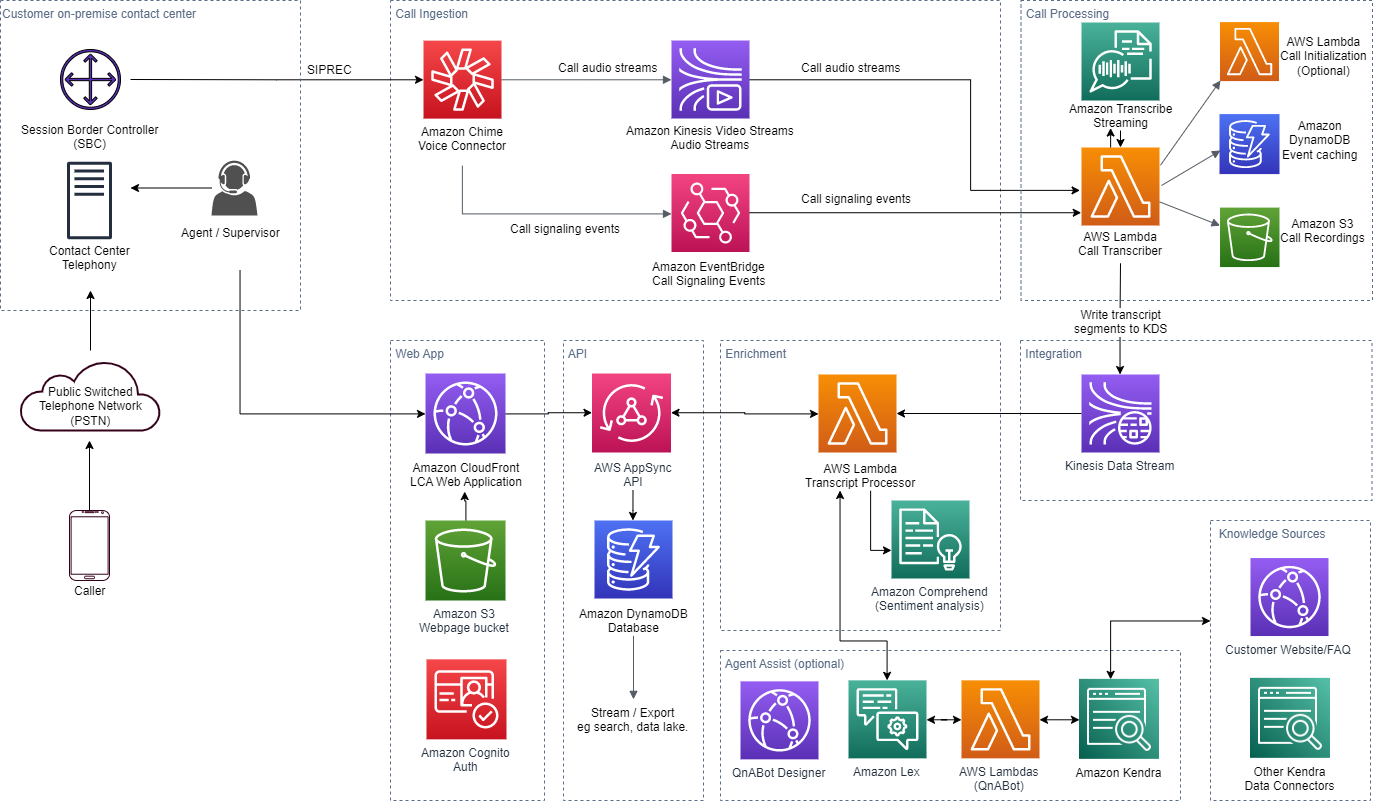 Customer on-premise contact center
Session Border Controller
(SBC)
Contact Center
Telephony
Agent / Supervisor
Public Switched
Telephone Network
(PSTN)
Caller
SIPREC
Call Ingestion
Amazon Chime
Voice Connector
Call audio streams
Amazon Kinesis Video Streams
Audio Streams
Call audio streams
Call signaling events
Amazon EventBridge
Call Signaling Events
Call signaling events
Call Processing
Amazon Transcribe
Streaming
AWS Lambda
Call Transcriber
AWS Lambda
Call Initialization
(Optional)
Amazon
DynamoDB
Event caching
Amazon S3
Call Recordings
Write transcript
segments to KDS
Web App
Amazon CloudFront
LCA Web Application
Amazon S3
Webpage bucket
Amazon Cognito
Auth
API
AWS AppSync
API
Amazon DynamoDB
Database
Stream / Export
eg search, data lake.
Enrichment
AWS Lambda
Transcript Processor
Amazon Comprehend
(Sentiment analysis)
Integration
Kinesis Data Stream
Agent Assist (optional)
QnABot Designer
Amazon Lex
AWS Lambdas
(QnABot)
Amazon Kendra
Knowledge Sources
Customer Website/FAQ
Other Kendra
Data Connectors